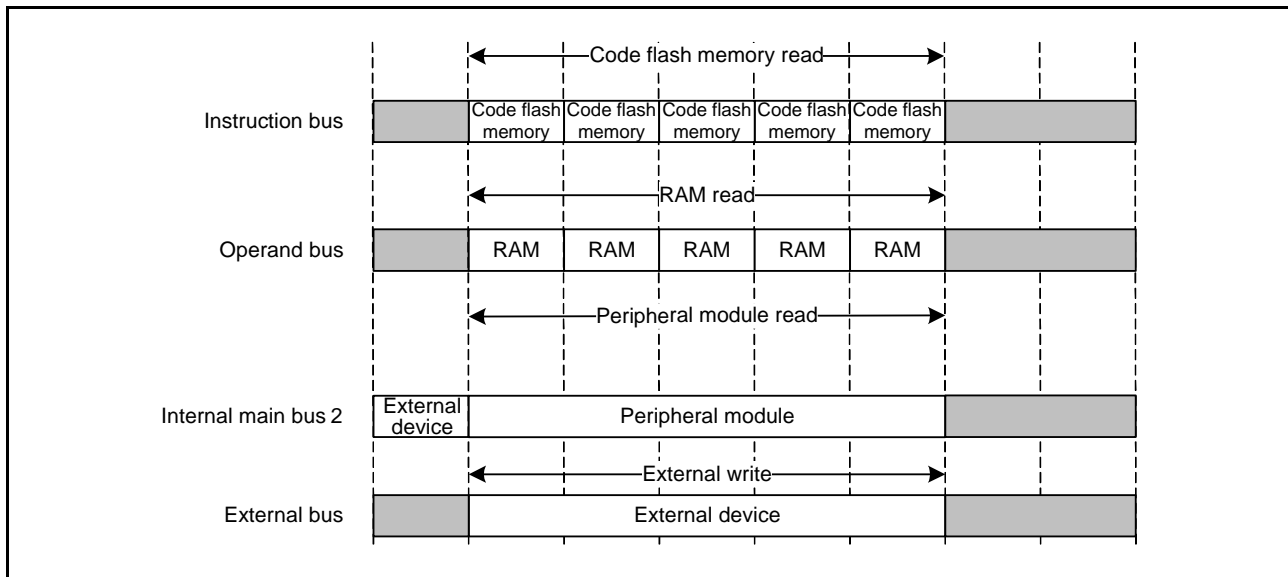 Code flash memory read
Instruction bus
Code flash memory
Code flash memory
Code flash memory
Code flash memory
Code flash memory
RAM read
Operand bus
RAM
RAM
RAM
RAM
RAM
Peripheral module read
Internal main bus 2
External device
Peripheral module
External write
External bus
External device